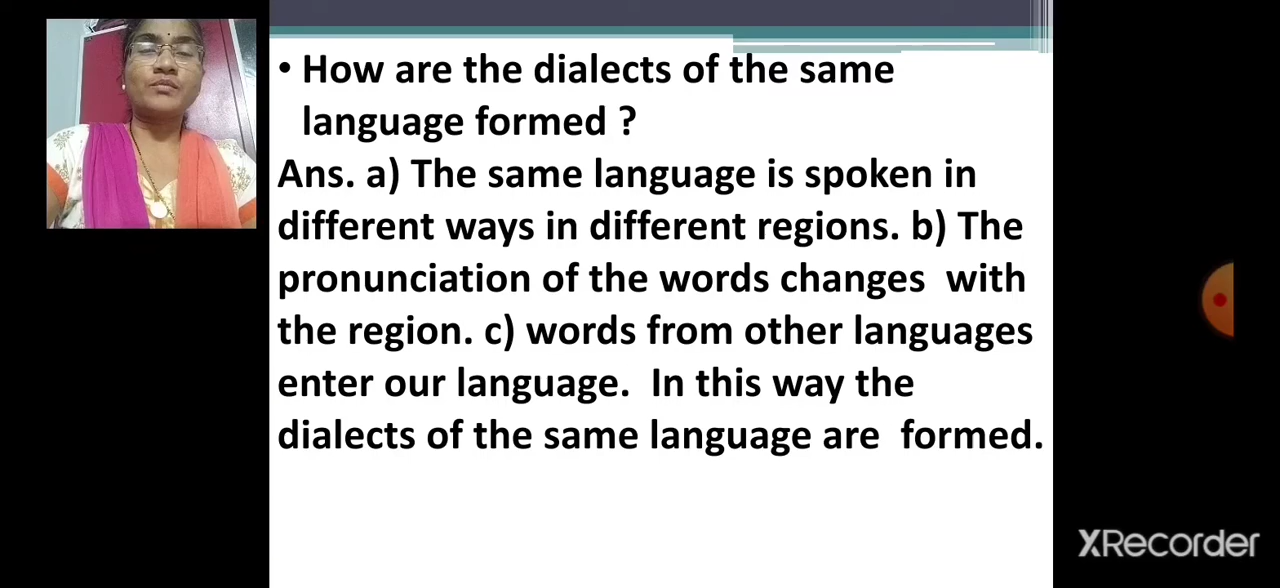 • How are the dialects of the same
language formed ?
Ans. a) The same language is spoken in
different ways in different regions. b) The
pronunciation of the words changes  with
the region. c) words from other languages
enter our language.  In this way the
dialects of the same language are  formed.
XRecorder